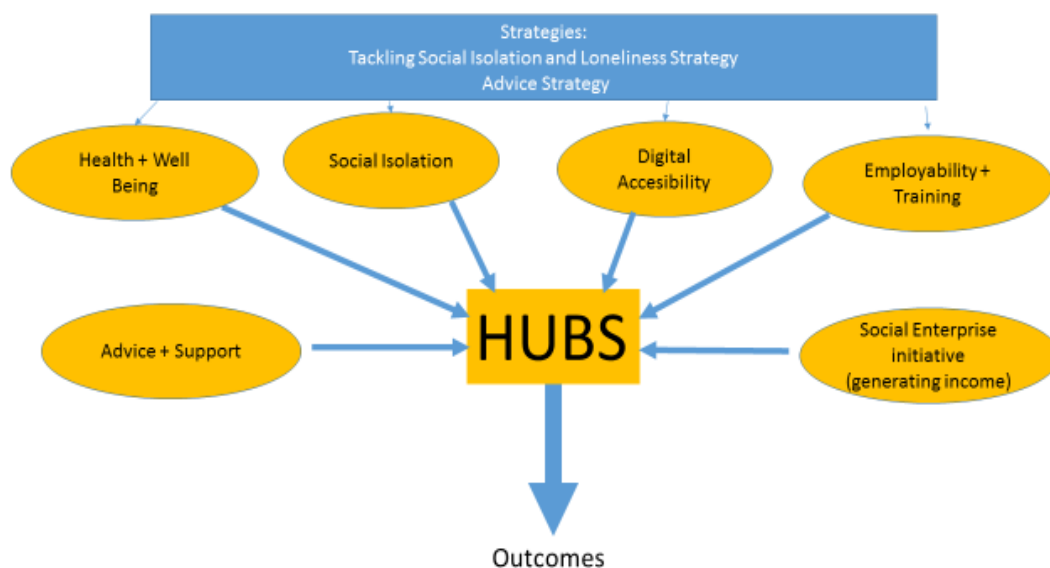 Strategies:
Tackling Social Isolation and Loneliness Strategy
Advice Strategy
Health + Well
Being
Social Isolation
Digital
Accesibility
Employability +
Training
Advice + Support
HUBS
Social Enterprise
initiative
(generating income)
Outcomes